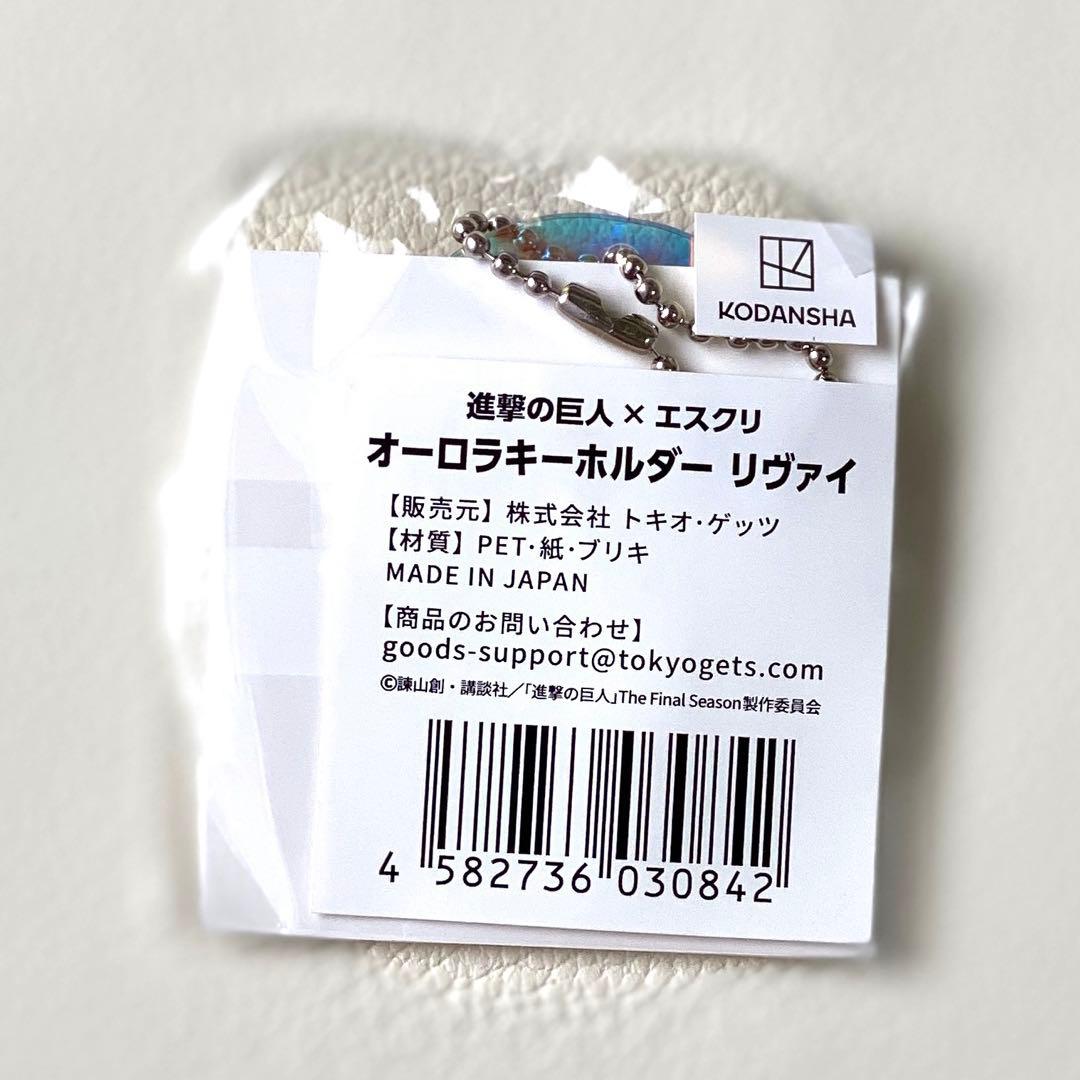 KODANSHA
進撃の巨人 × エスクリ
オーロラキーホルダー リヴァイ
【販売元】株式会社 トキオ・ゲッツ
【材質】PET・紙・ブリキ
MADE IN JAPAN
【商品のお問い合わせ】
goods-support@tokyogets.com
©諫山創・講談社／「進撃の巨人」The Final Season製作委員会
4 582736 030842